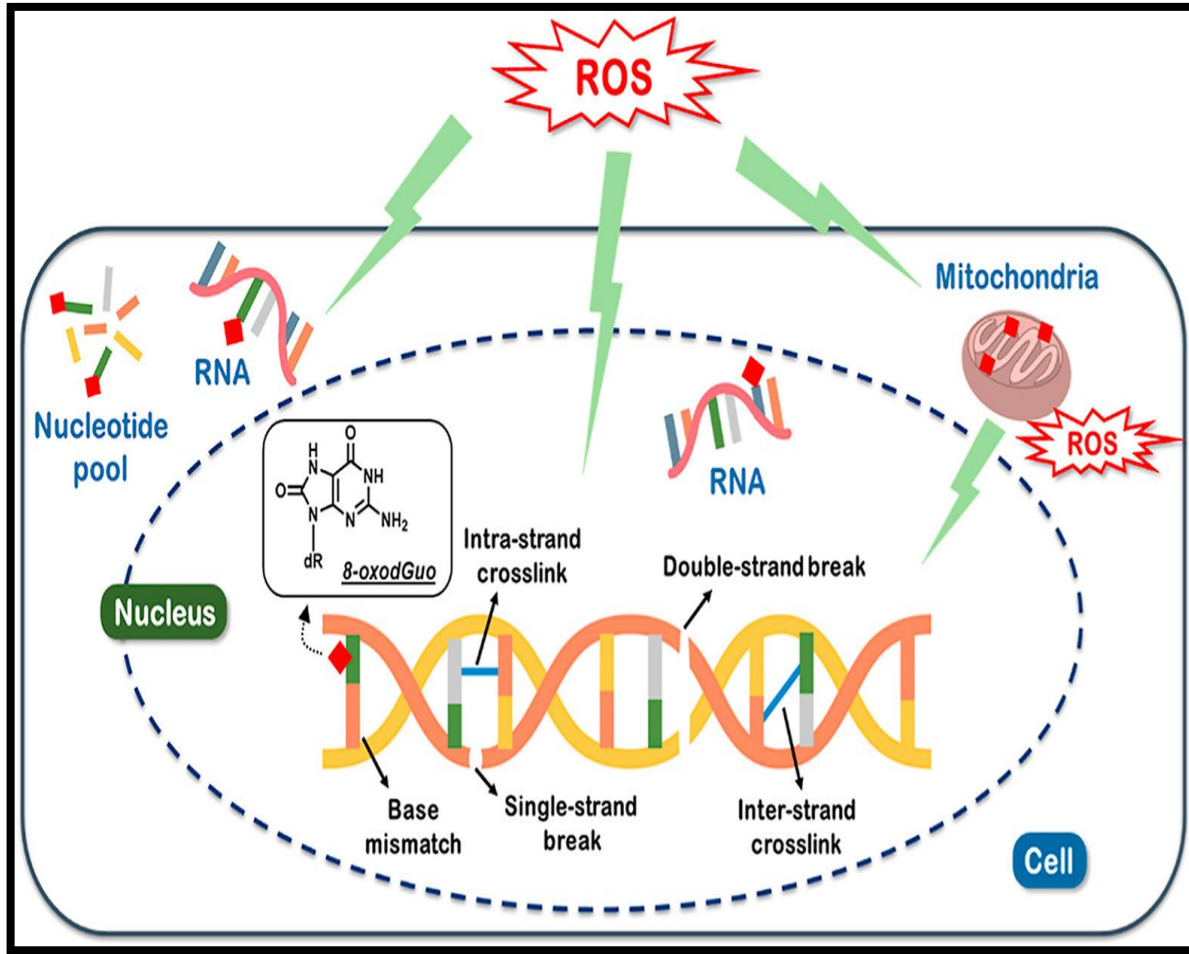 ROS
Mitochondria
RNA
Nucleotide
pool
ROS
RNA
O
H
N
NH
O
N
N
NH₂
dR
8-oxodGuo
Intra-strand
crosslink
Double-strand break
Nucleus
Base
mismatch
Single-strand
break
Inter-strand
crosslink
Cell